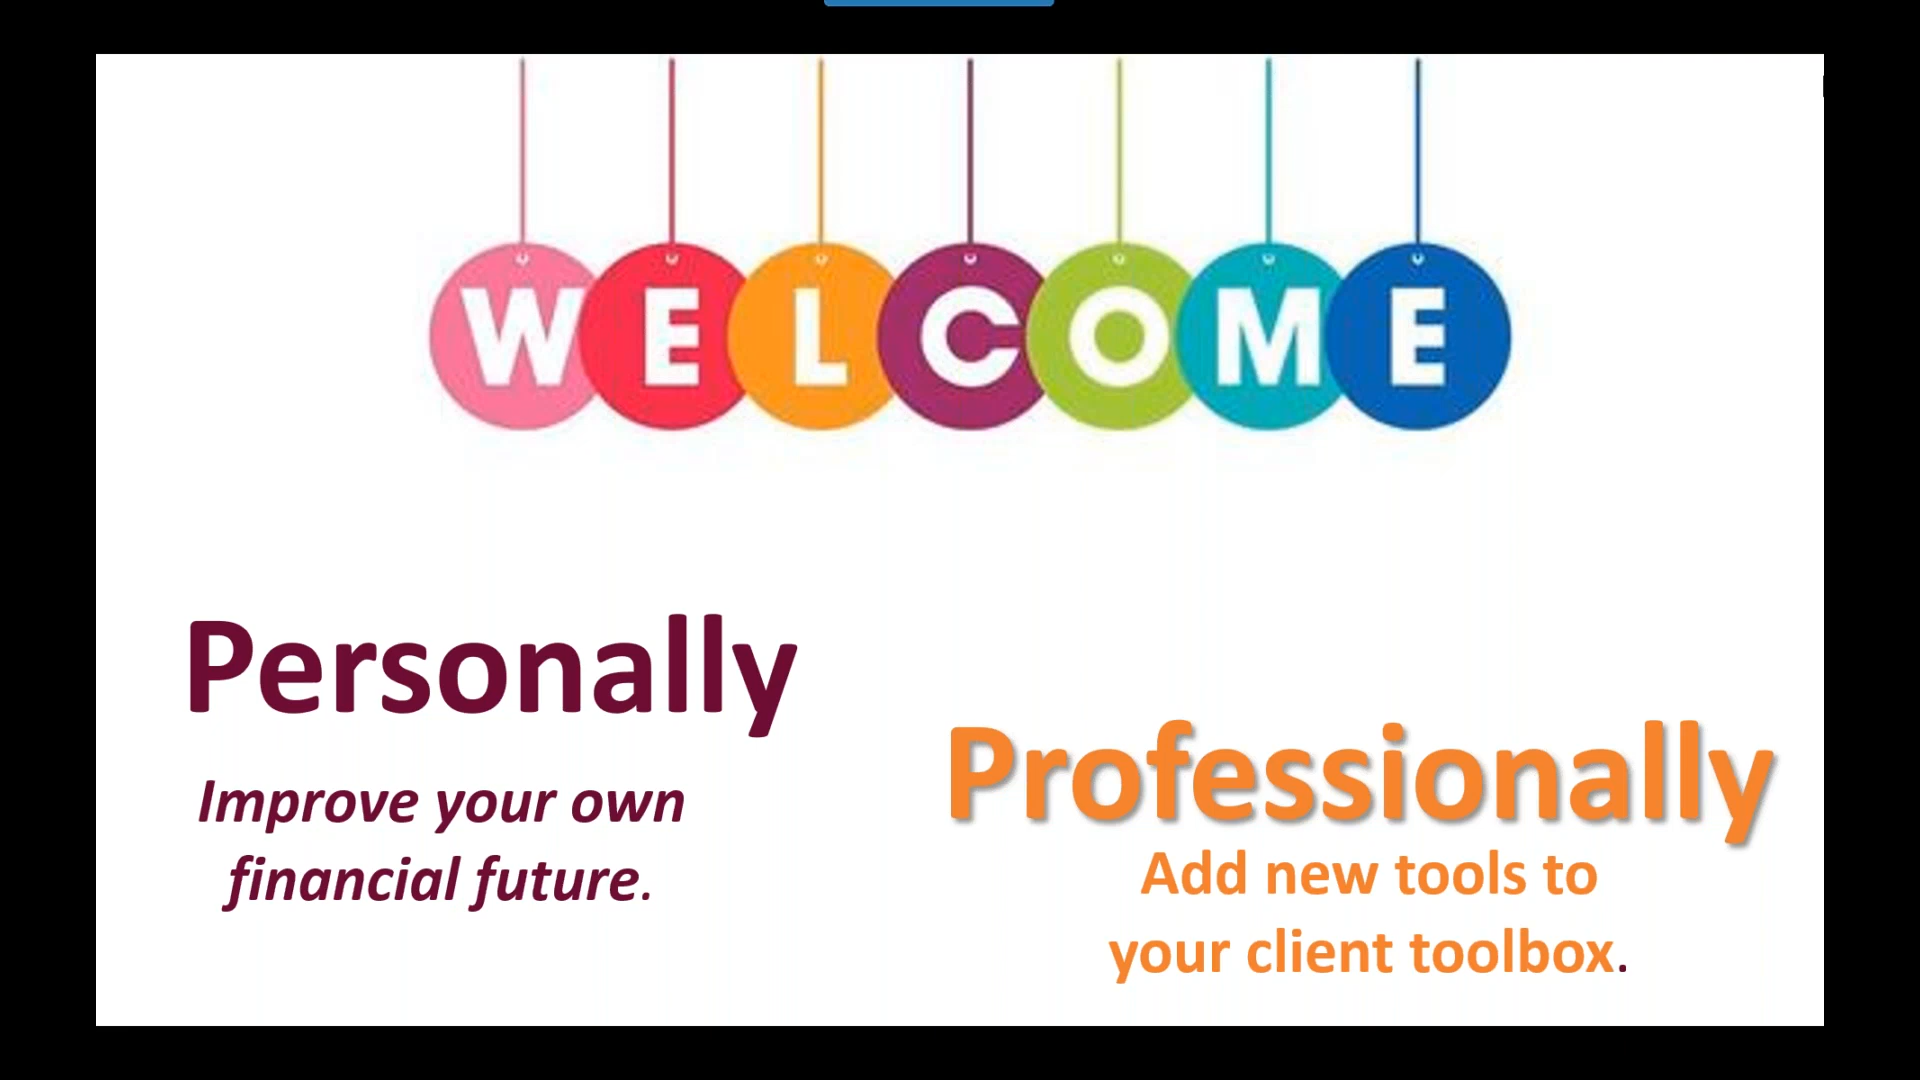 WELCOME
Personally
Improve your own
financial future.
Professionally
Add new tools to
your client toolbox.